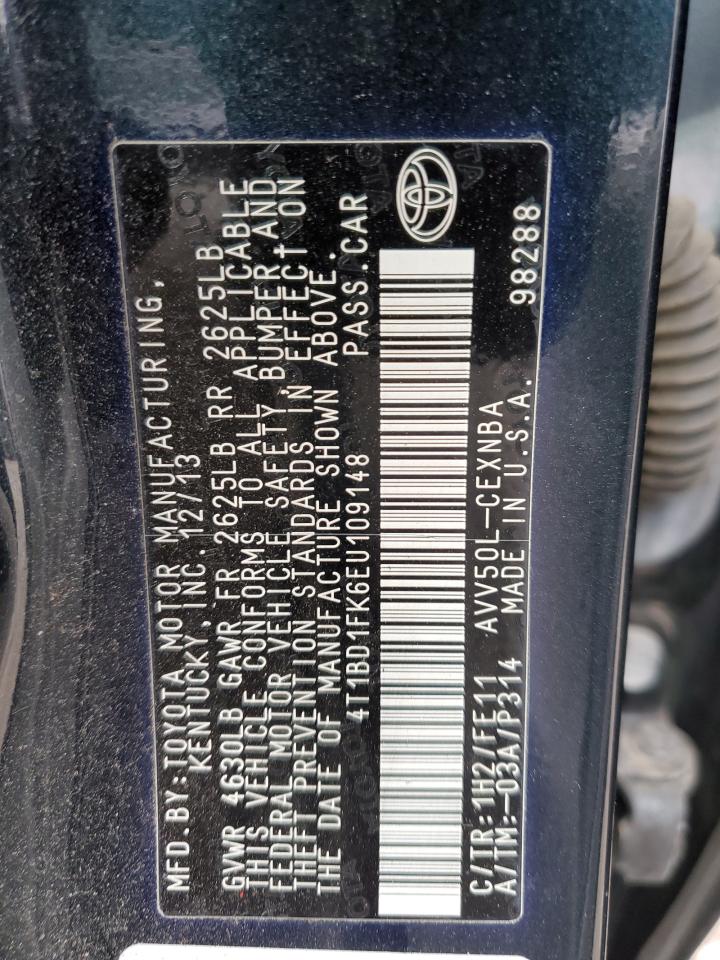 MFD.BY:TOYOTA MOTOR MANUFACTURING,
KENTUCKY, INC. 12/13
GVWR 4630LB GAWR FR 2625LB RR 2625LB
THIS VEHICLE CONFORMS TO ALL APPLICABLE
FEDERAL MOTOR VEHICLE SAFETY, BUMPER, AND
THEFT PREVENTION STANDARDS IN EFFECT ON
THE DATE OF MANUFACTURE SHOWN ABOVE.
4T1BD1FK6EU109148 PASS.CAR
C/TR:1H2/FE11 AVV50L-CEXNBA
A/TM:-03A/P314 MADE IN U.S.A. 98288